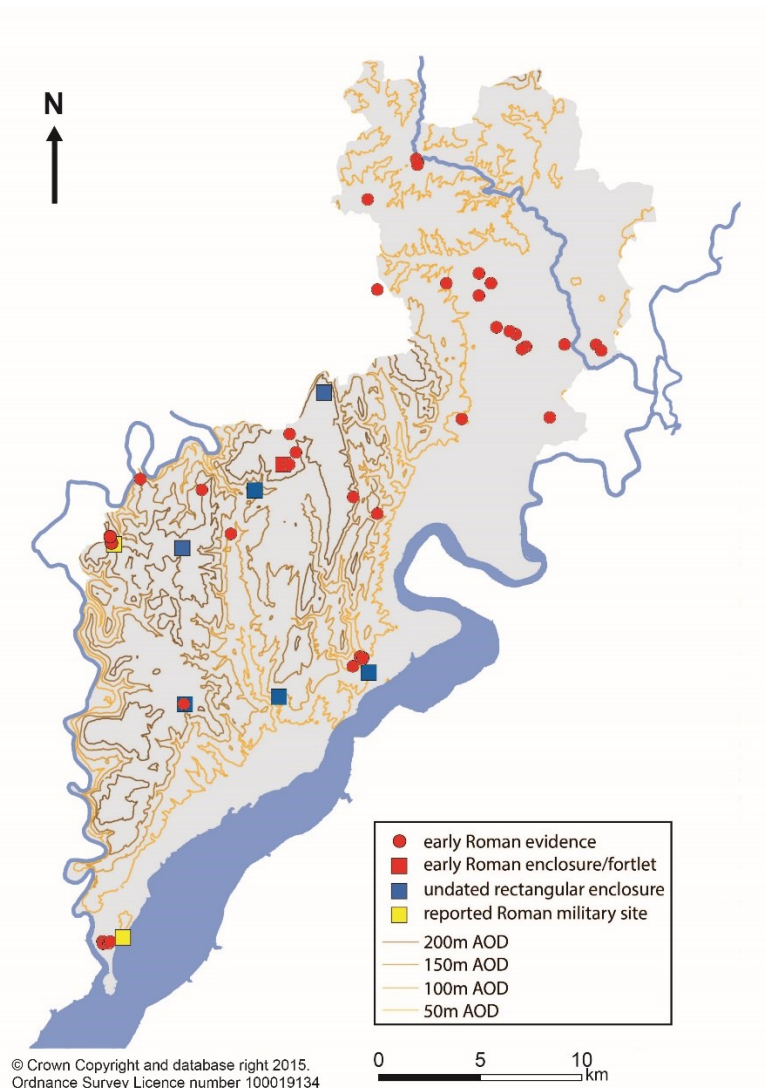 N
early Roman evidence
early Roman enclosure/fortlet
undated rectangular enclosure
reported Roman military site
200m AOD
150m AOD
100m AOD
50m AOD
© Crown Copyright and database right 2015.
Ordnance Survey Licence number 100019134
0 5 10
km